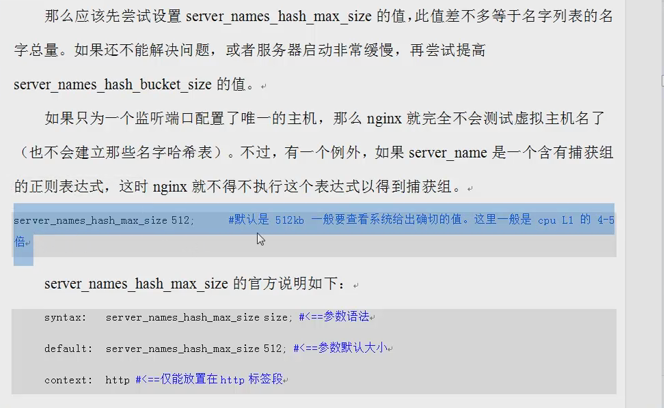 那么应该先尝试设置 server_names_hash_max_size 的值，此值差不多等于名字列表的名
字总量。如果还不能解决问题，或者服务器启动非常缓慢，再尝试提高
server_names_hash_bucket_size 的值。
如果只为一个监听端口配置了唯一的主机，那么 nginx 就完全不会测试虚拟主机名了
（也不会建立那些名字哈希表）。不过，有一个例外，如果 server_name 是一个含有捕获组
的正则表达式，这时 nginx 就不得不执行这个表达式以得到捕获组。
server_names_hash_max_size 512; #默认是 512kb 一般要查看系统给出确切的值。这里一般是 cpu L1 的 4-5
倍
server_names_hash_max_size 的官方说明如下：
syntax: server_names_hash_max_size size; #<==参数语法
default: server_names_hash_max_size 512; #<==参数默认大小
context: http #<==仅能放置在 http 标签段